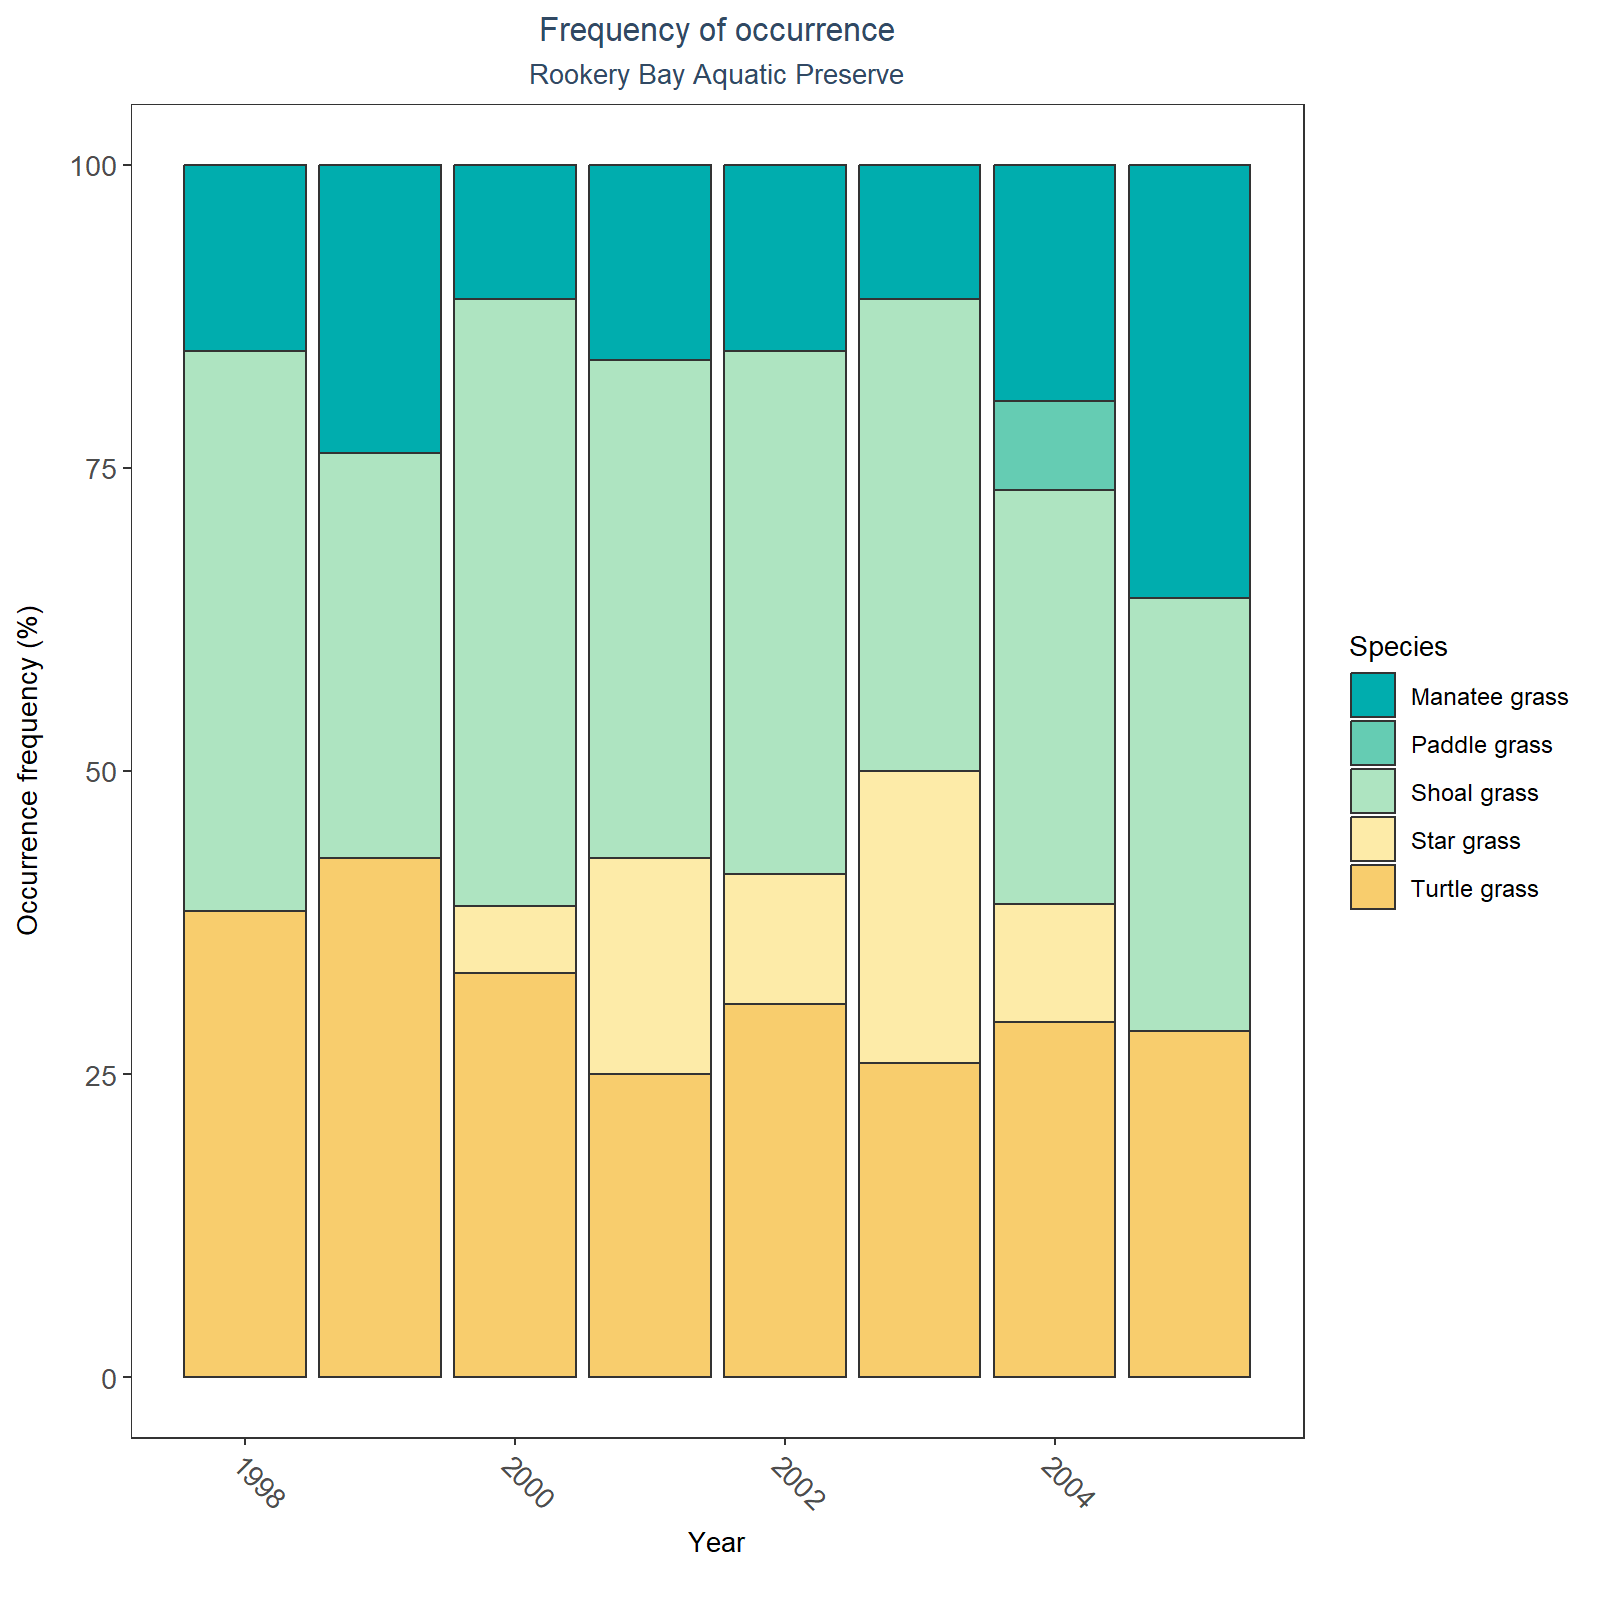 Frequency of occurrence
Rookery Bay Aquatic Preserve
Occurrence frequency (%)
100
75
50
25
0
1998
2000
2002
2004
Year
Species
Manatee grass
Paddle grass
Shoal grass
Star grass
Turtle grass